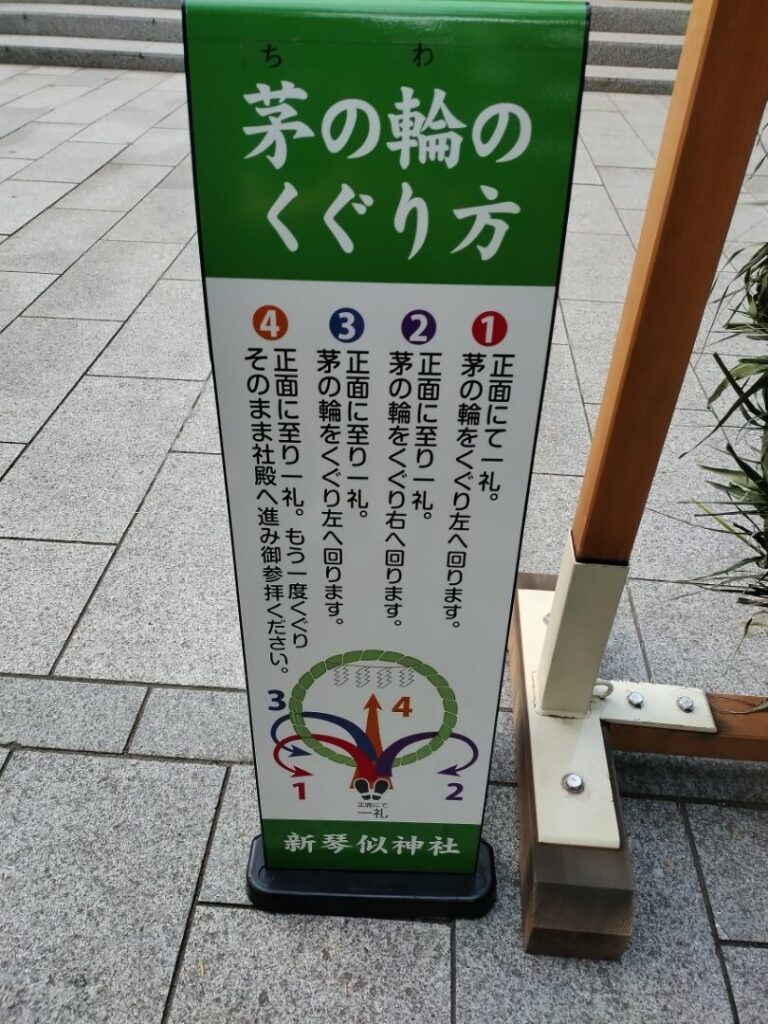 ち わ
茅の輪の
くぐり方
1
正面にて一礼。
茅の輪をくぐり左へ回ります。
2
正面に至り一礼。
茅の輪をくぐり右へ回ります。
3
正面に至り一礼。
茅の輪をくぐり左へ回ります。
4
正面に至り一礼。もう一度くぐり
そのまま社殿へ進み御参拝ください。
3
4
1
2
正面にて
一礼
新琴似神社